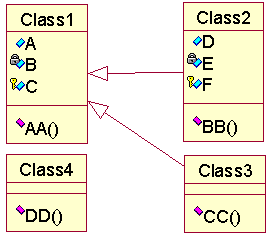 Class1
A
B
C
AA()
Class2
D
E
F
BB()
Class4
DD()
Class3
CC()